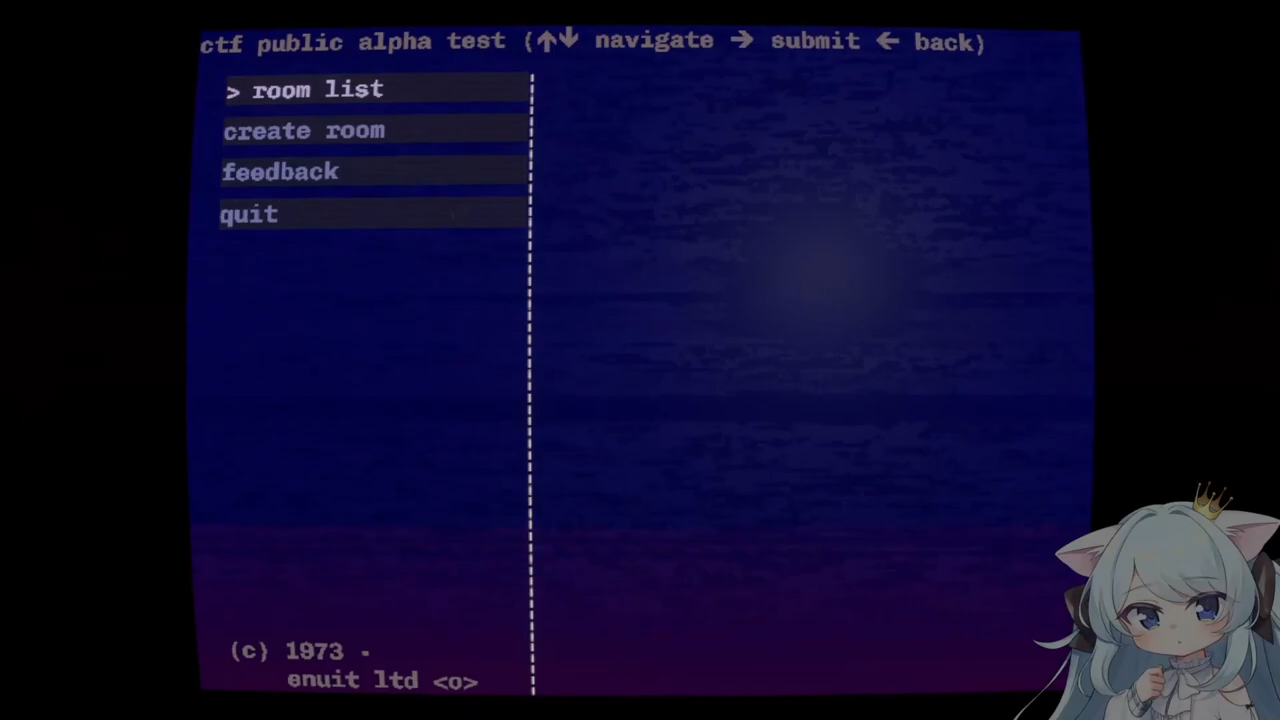 ctf public alpha test (↑↓ navigate → submit ← back)
> room list
create room
feedback
quit
(c) 1973 -
enuit ltd <o>